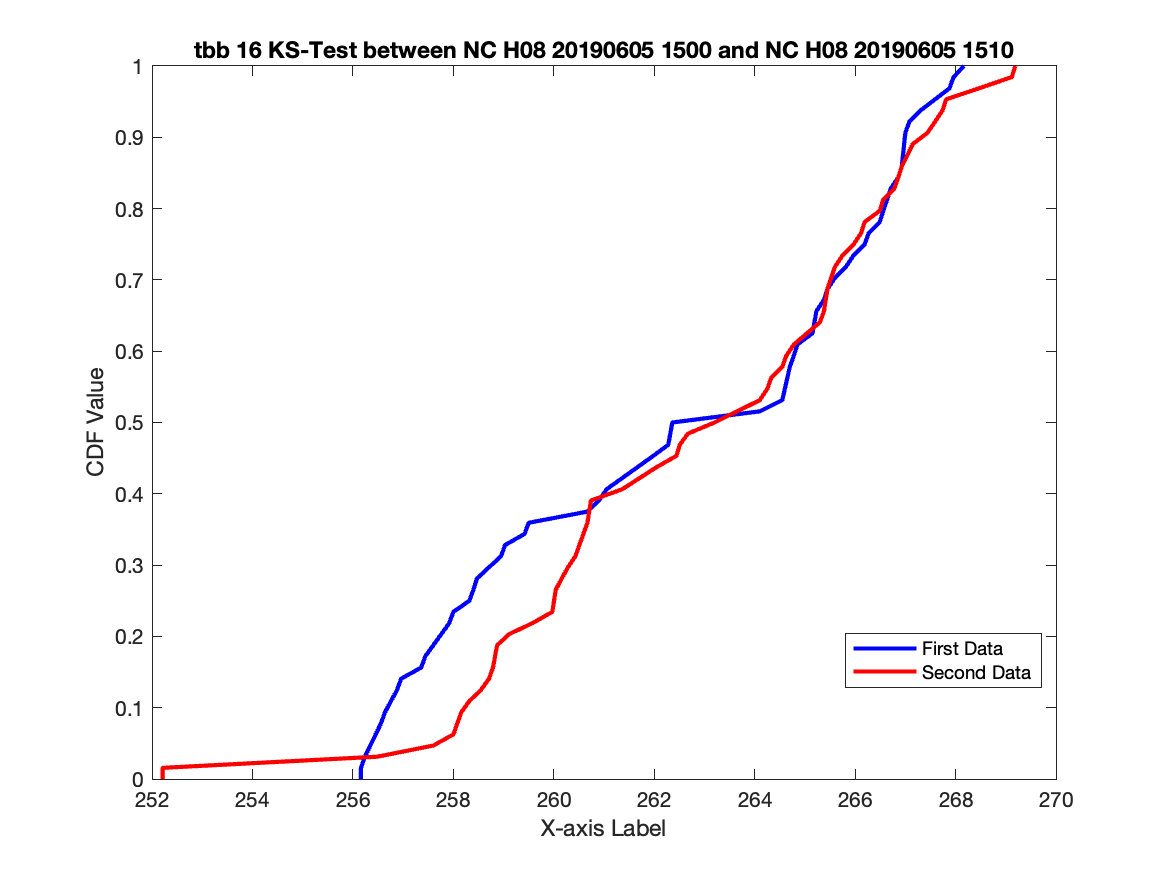 tbb 16 KS-Test between NC H08 20190605 1500 and NC H08 20190605 1510
1
0.9
0.8
0.7
0.6
0.5
0.4
0.3
0.2
0.1
0
CDF Value
First Data
Second Data
252 254 256 258 260 262 264 266 268 270
X-axis Label